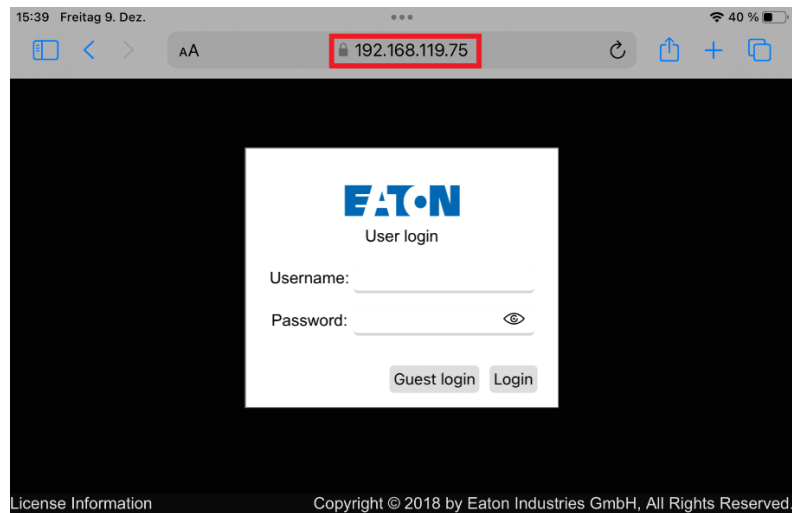 15:39 Freitag 9. Dez. 40 %
AA 192.168.119.75
EATON
User login
Username:
Password:
Guest login Login
License Information Copyright © 2018 by Eaton Industries GmbH, All Rights Reserved.